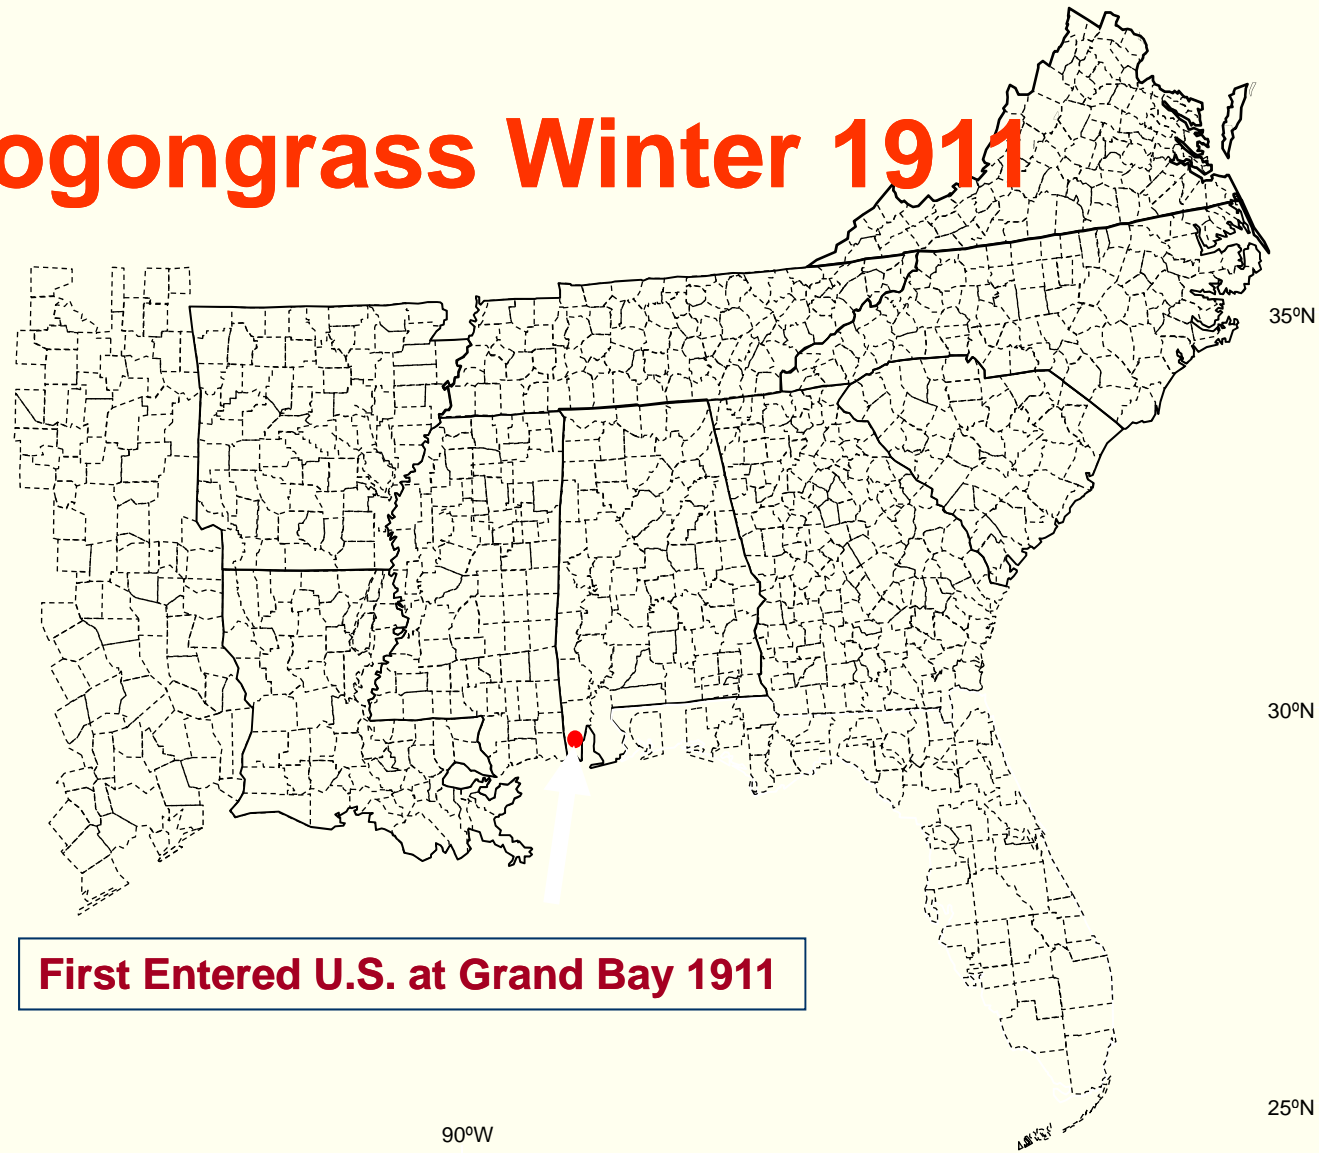 ogongrass Winter 1911
35ºN
30ºN
First Entered U.S. at Grand Bay 1911
25ºN
90ºW